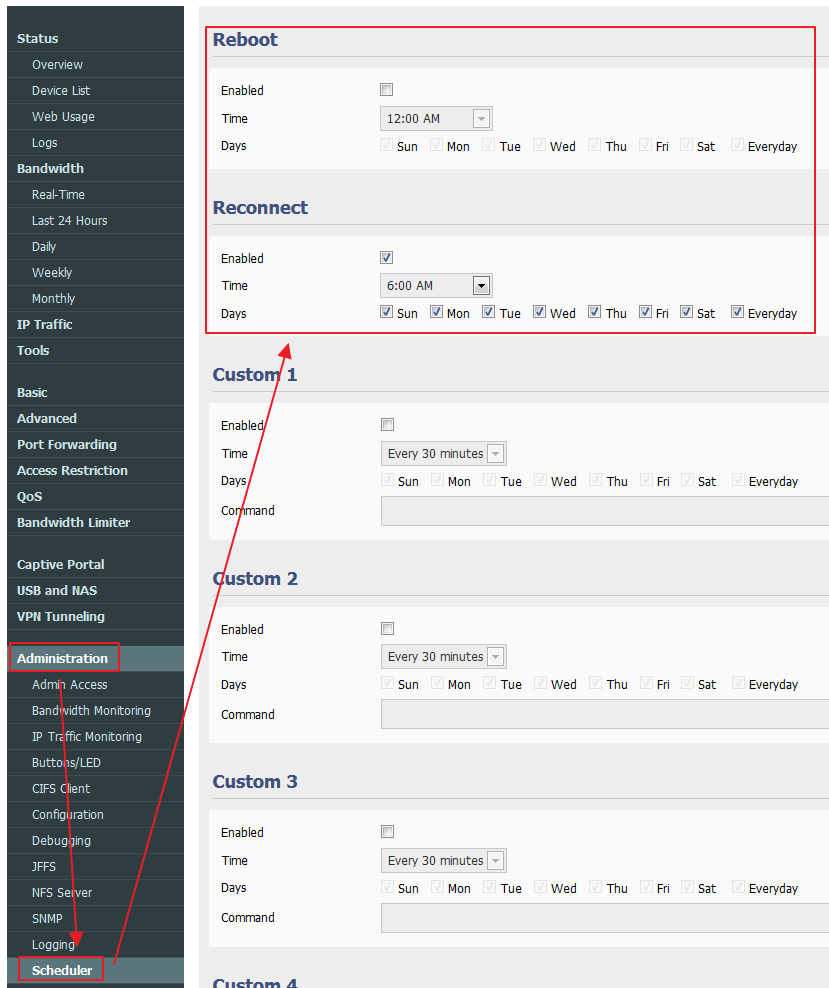 Status
Overview
Device List
Web Usage
Logs
Bandwidth
Real-Time
Last 24 Hours
Daily
Weekly
Monthly
IP Traffic
Tools
Basic
Advanced
Port Forwarding
Access Restriction
QoS
Bandwidth Limiter
Captive Portal
USB and NAS
VPN Tunneling
Administration
Admin Access
Bandwidth Monitoring
IP Traffic Monitoring
Buttons/LED
CIFS Client
Configuration
Debugging
JFFS
NFS Server
SNMP
Logging
Scheduler
Reboot
Enabled
Time 12:00 AM
Days Sun Mon Tue Wed Thu Fri Sat Everyday
Reconnect
Enabled
Time 6:00 AM
Days Sun Mon Tue Wed Thu Fri Sat Everyday
Custom 1
Enabled
Time Every 30 minutes
Days Sun Mon Tue Wed Thu Fri Sat Everyday
Command
Custom 2
Enabled
Time Every 30 minutes
Days Sun Mon Tue Wed Thu Fri Sat Everyday
Command
Custom 3
Enabled
Time Every 30 minutes
Days Sun Mon Tue Wed Thu Fri Sat Everyday
Command
Custom 4